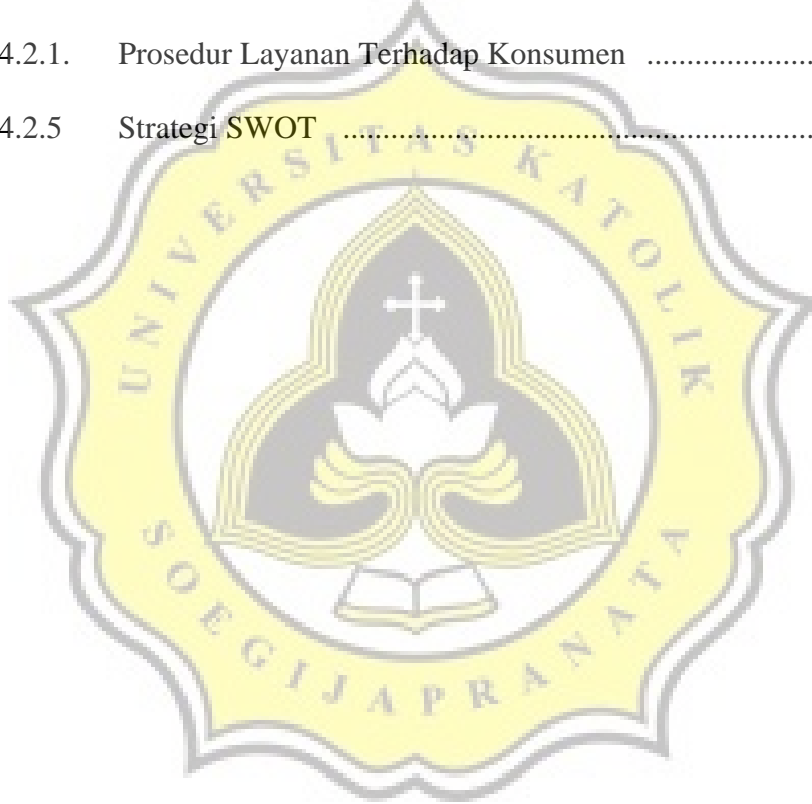 4.2.1. Prosedur Layanan Terhadap Konsumen ............................
4.2.5 Strategi SWOT ..............................................................................
UNIVERSITAS KATOLIK
SOEGIJAPRANATA